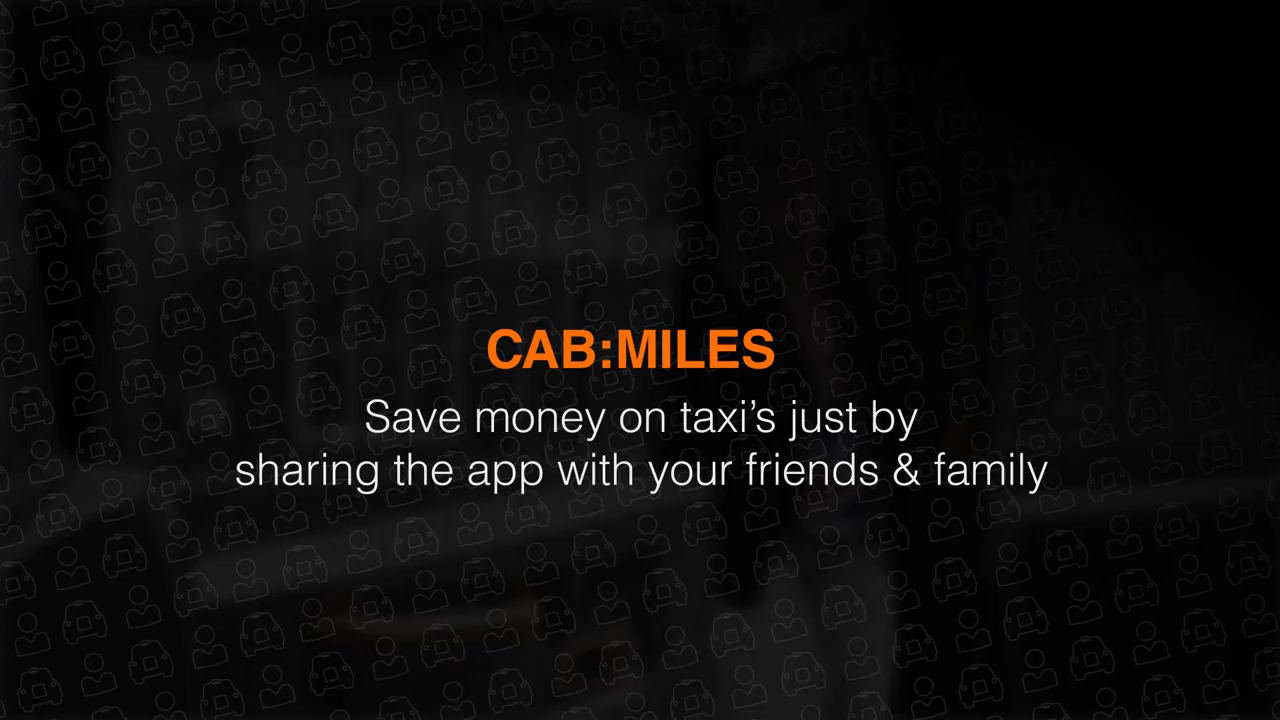 CAB:MILES
Save money on taxi’s just by
sharing the app with your friends & family